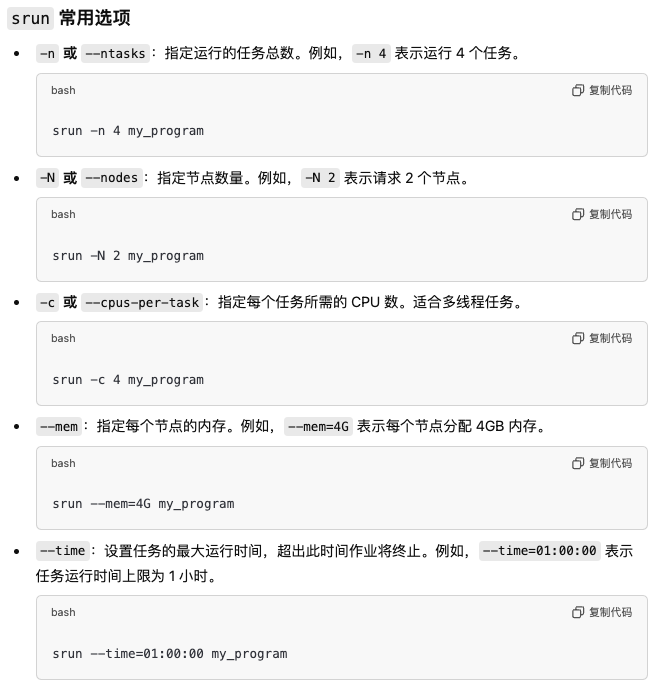 srun 常用选项
-n 或 --ntasks：指定运行的任务总数。例如，-n 4 表示运行 4 个任务。
bash
复制代码
srun -n 4 my_program
-N 或 --nodes：指定节点数量。例如，-N 2 表示请求 2 个节点。
bash
复制代码
srun -N 2 my_program
-c 或 --cpus-per-task：指定每个任务所需的 CPU 数。适合多线程任务。
bash
复制代码
srun -c 4 my_program
--mem：指定每个节点的内存。例如，--mem=4G 表示每个节点分配 4GB 内存。
bash
复制代码
srun --mem=4G my_program
--time：设置任务的最大运行时间，超出此时间作业将终止。例如，--time=01:00:00 表示
任务运行时间上限为 1 小时。
bash
复制代码
srun --time=01:00:00 my_program